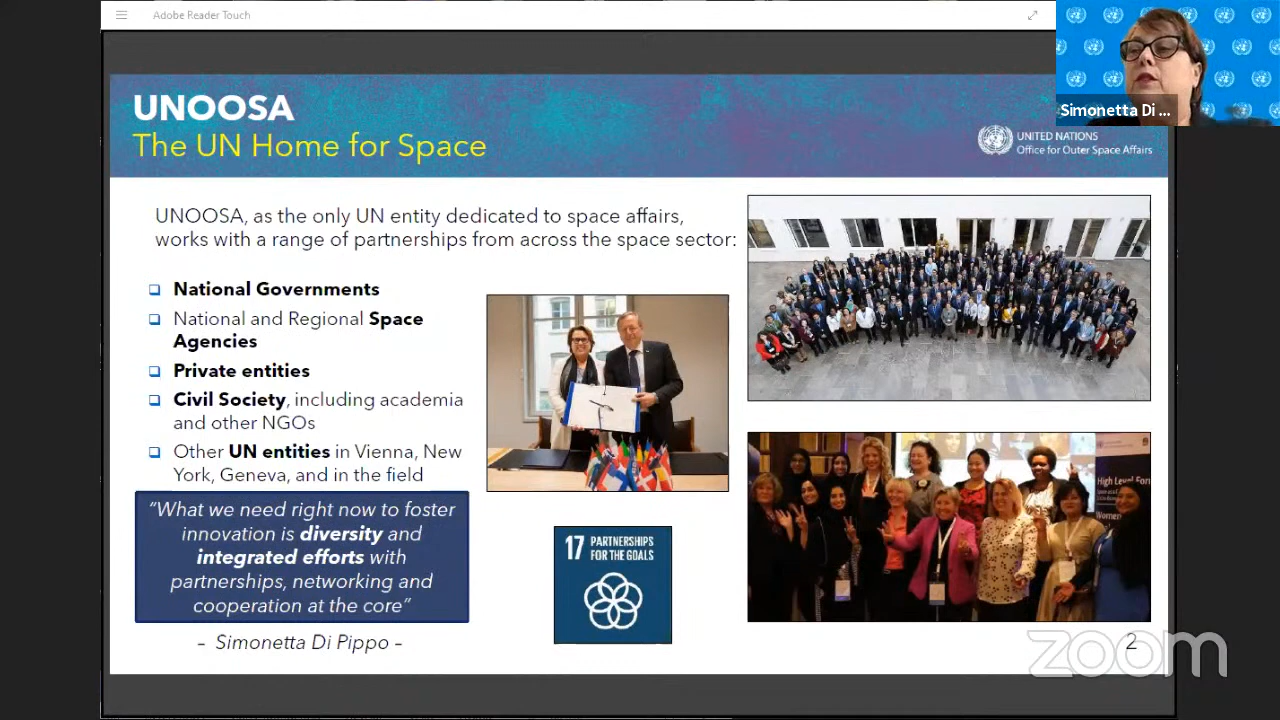 Adobe Reader Touch
Simonetta Di ...
UNOOSA
The UN Home for Space
UNITED NATIONS
Office for Outer Space Affairs
UNOOSA, as the only UN entity dedicated to space affairs,
works with a range of partnerships from across the space sector:
National Governments
National and Regional Space
Agencies
Private entities
Civil Society, including academia
and other NGOs
Other UN entities in Vienna, New
York, Geneva, and in the field
"What we need right now to foster
innovation is diversity and
integrated efforts with
partnerships, networking and
cooperation at the core"
– Simonetta Di Pippo –
17 PARTNERSHIPS
FOR THE GOALS
High Level For
Women
2
zoom